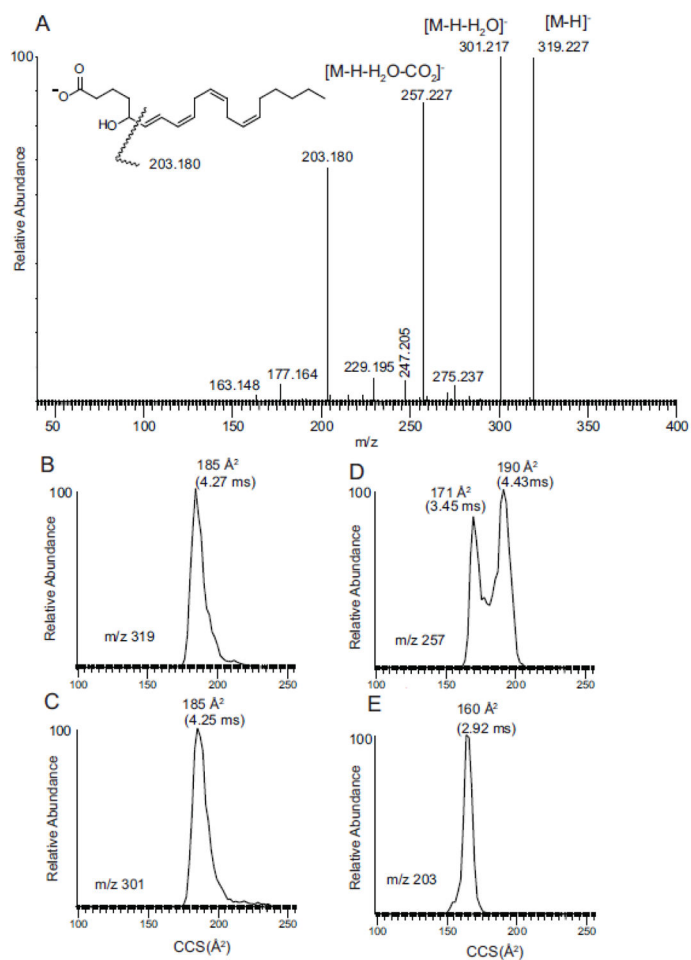 A
[M-H-H₂O]⁻ [M-H]⁻
301.217 319.227
100
[M-H-H₂O-CO₂]⁻
257.227
O
⁻O
HO
203.180
203.180
Relative Abundance
247.205
229.195
177.164
275.237
163.148
50 100 150 200 250 300 350 400
m/z
B
185 Å²
(4.27 ms)
100
Relative Abundance
m/z 319
100 150 200 250
D
190 Å²
(4.43ms)
171 Å²
(3.45 ms)
100
Relative Abundance
m/z 257
100 150 200 250
C
185 Å²
(4.25 ms)
100
Relative Abundance
m/z 301
100 150 200 250
CCS(Å²)
E
160 Å²
(2.92 ms)
100
Relative Abundance
m/z 203
100 150 200 250
CCS(Å²)